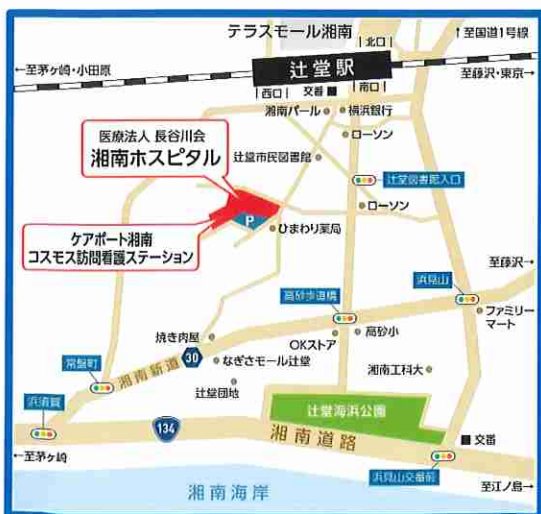 テラスモール湘南
北口
↑至国道1号線
←至茅ヶ崎・小田原
辻堂駅
至藤沢・東京→
西口
交番
南口
湘南パール
横浜銀行
医療法人 長谷川会
湘南ホスピタル
ローソン
辻堂市民図書館
辻堂図書館入口
P
ローソン
ひまわり薬局
ケアポート湘南
コスモス訪問看護ステーション
至藤沢→
高砂歩道橋
浜見山
ファミリー
マート
焼き肉屋
OKストア
高砂小
30
なぎさモール辻堂
常盤町
湘南新道
湘南工科大
辻堂団地
浜須賀
辻堂海浜公園
134
湘南道路
交番
←至茅ヶ崎
浜見山交番前
至江ノ島→
湘南海岸